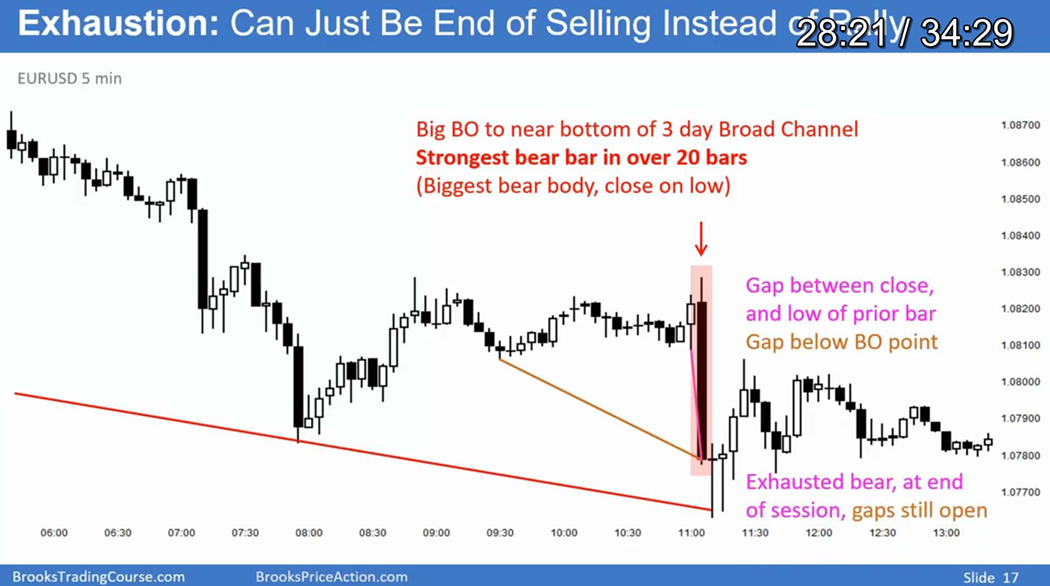 Exhaustion: Can Just Be End of Selling Instead of Rally
28:21 / 34:29
EURUSD 5 min
Big BO to near bottom of 3 day Broad Channel
Strongest bear bar in over 20 bars
(Biggest bear body, close on low)
Gap between close,
and low of prior bar
Gap below BO point
Exhausted bear, at end
of session, gaps still open
1.08700
1.08600
1.08500
1.08400
1.08300
1.08200
1.08100
1.08000
1.07900
1.07800
1.07700
06:00 06:30 07:00 07:30 08:00 08:30 09:00 09:30 10:00 10:30 11:00 11:30 12:00 12:30 13:00
BrooksTradingCourse.com BrooksPriceAction.com Slide 17